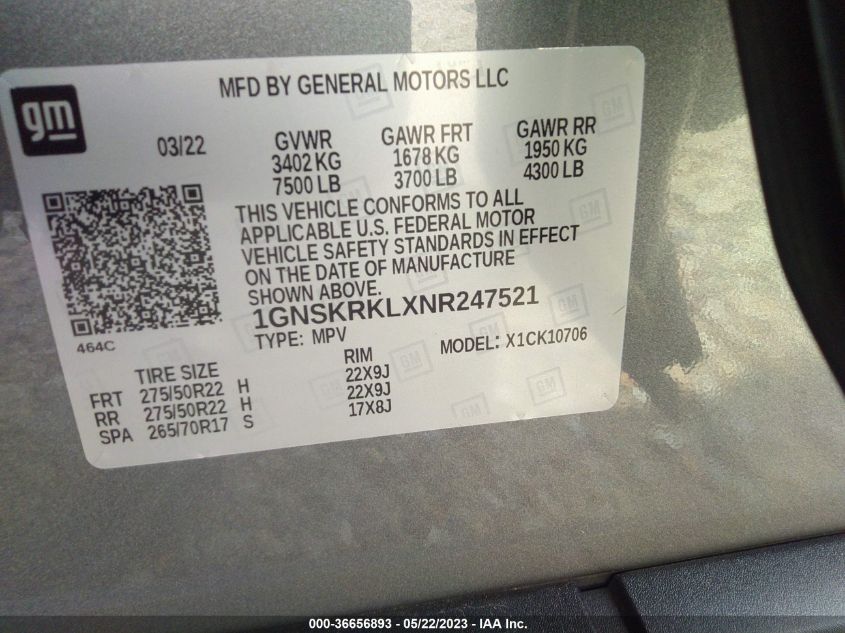 MFD BY GENERAL MOTORS LLC
gm
03/22 GVWR GAWR FRT GAWR RR
3402 KG 1678 KG 1950 KG
7500 LB 3700 LB 4300 LB
THIS VEHICLE CONFORMS TO ALL
APPLICABLE U.S. FEDERAL MOTOR
VEHICLE SAFETY STANDARDS IN EFFECT
ON THE DATE OF MANUFACTURE
SHOWN ABOVE.
1GNSKRKLXNR247521
464C
TYPE: MPV MODEL: X1CK10706
TIRE SIZE RIM
FRT 275/50R22 H 22X9J
RR 275/50R22 H 22X9J
SPA 265/70R17 S 17X8J
000-36656893 - 05/22/2023 - IAA Inc.